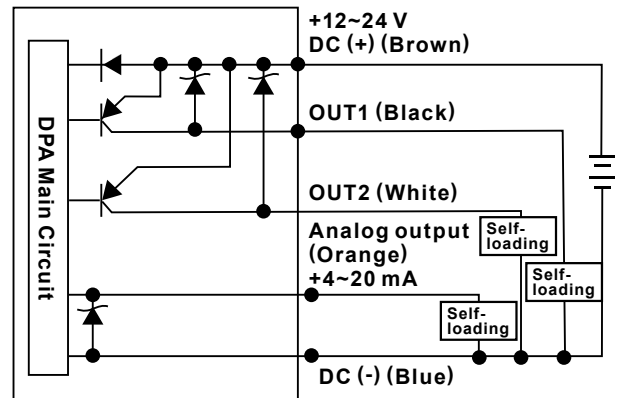 +12~24 V
DC (+) (Brown)
DPA Main Circuit
OUT1 (Black)
OUT2 (White)
Analog output
(Orange)
+4~20 mA
Self-
loading
Self-
loading
Self-
loading
DC (-) (Blue)